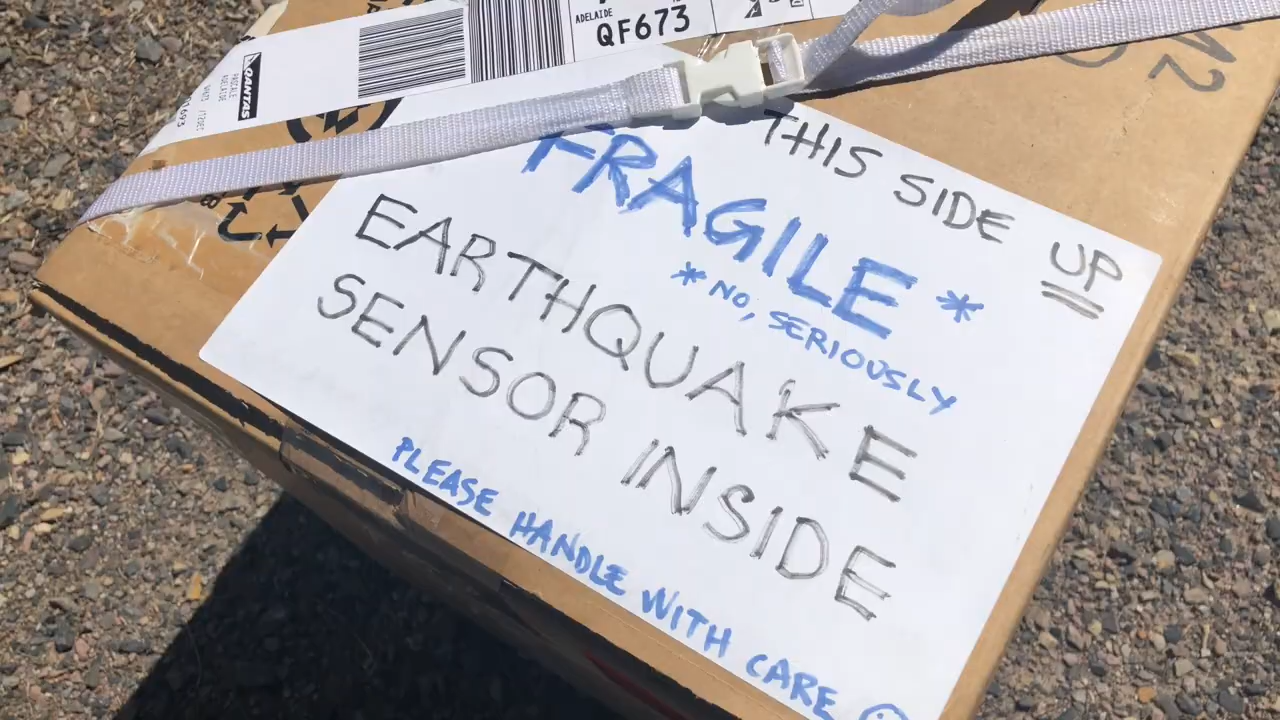 ADELAIDE
QF673
QANTAS
THIS SIDE UP
FRAGILE *
* NO, SERIOUSLY
EARTHQUAKE
SENSOR INSIDE
PLEASE HANDLE WITH CARE